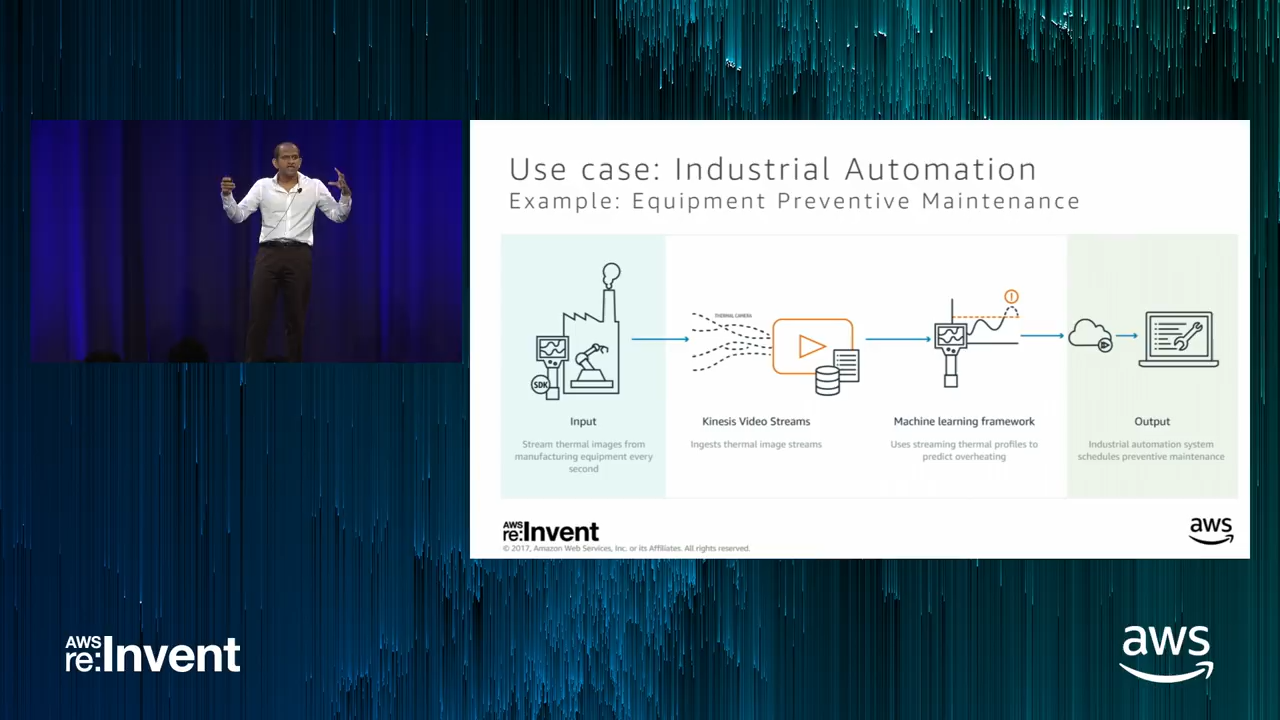 Use case: Industrial Automation
Example: Equipment Preventive Maintenance
THERMAL CAMERA
SDK
Input
Stream thermal images from
manufacturing equipment every
second
Kinesis Video Streams
Ingests thermal image streams
Machine learning framework
Uses streaming thermal profiles to
predict overheating
Output
Industrial automation system
schedules preventive maintenance
AWS
re:Invent
© 2017, Amazon Web Services, Inc. or its Affiliates. All rights reserved.
aws
AWS
re:Invent
aws